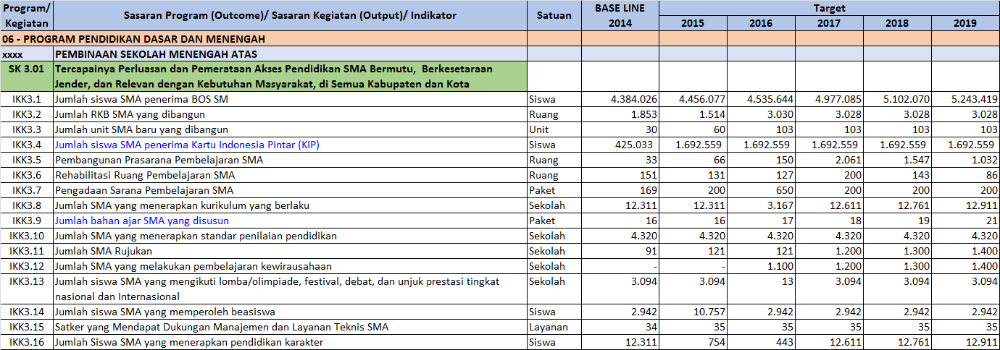 Program/ Kegiatan Sasaran Program (Outcome)/ Sasaran Kegiatan (Output)/ Indikator Satuan BASE LINE 2014 Target
2015 2016 2017 2018 2019
06 - PROGRAM PENDIDIKAN DASAR DAN MENENGAH
xxxx PEMBINAAN SEKOLAH MENENGAH ATAS
SK 3.01 Tercapainya Perluasan dan Pemerataan Akses Pendidikan SMA Bermutu, Berkesetaraan
Jender, dan Relevan dengan Kebutuhan Masyarakat, di Semua Kabupaten dan Kota
IKK3.1 Jumlah siswa SMA penerima BOS SM Siswa 4.384.026 4.456.077 4.535.644 4.977.085 5.102.070 5.243.419
IKK3.2 Jumlah RKB SMA yang dibangun Ruang 1.853 1.514 3.030 3.028 3.028 3.028
IKK3.3 Jumlah unit SMA baru yang dibangun Unit 30 60 103 103 103 103
IKK3.4 Jumlah siswa SMA penerima Kartu Indonesia Pintar (KIP) Siswa 425.033 1.692.559 1.692.559 1.692.559 1.692.559 1.692.559
IKK3.5 Pembangunan Prasarana Pembelajaran SMA Ruang 33 66 150 2.061 1.547 1.032
IKK3.6 Rehabilitasi Ruang Pembelajaran SMA Ruang 151 131 127 200 143 86
IKK3.7 Pengadaan Sarana Pembelajaran SMA Paket 169 200 650 200 200 200
IKK3.8 Jumlah SMA yang menerapkan kurikulum yang berlaku Sekolah 12.311 12.311 3.167 12.611 12.761 12.911
IKK3.9 Jumlah bahan ajar SMA yang disusun Paket 16 16 17 18 19 21
IKK3.10 Jumlah SMA yang menerapkan standar penilaian pendidikan Sekolah 4.320 4.320 4.320 4.320 4.320 4.320
IKK3.11 Jumlah SMA Rujukan Sekolah 91 121 121 1.200 1.300 1.400
IKK3.12 Jumlah SMA yang melakukan pembelajaran kewirausahaan Sekolah - - 1.100 1.200 1.300 1.400
IKK3.13 Jumlah siswa SMA yang mengikuti lomba/olimpiade, festival, debat, dan unjuk prestasi tingkat Sekolah 3.094 3.094 13 3.094 3.094 3.094
nasional dan Internasional
IKK3.14 Jumlah siswa SMA yang memperoleh beasiswa Siswa 2.942 10.757 2.942 2.942 2.942 2.942
IKK3.15 Satker yang Mendapat Dukungan Manajemen dan Layanan Teknis SMA Layanan 34 35 35 35 35 35
IKK3.16 Jumlah Siswa SMA yang menerapkan pendidikan karakter Siswa 12.311 754 443 12.611 12.761 12.911